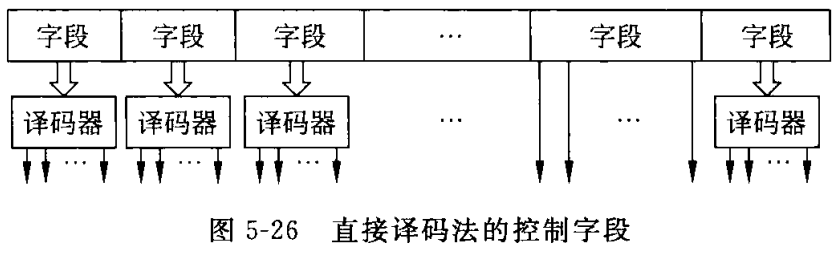 字段 字段 字段 … 字段 字段
译码器 译码器 译码器 … … 译码器
… … … …
图 5-26 直接译码法的控制字段